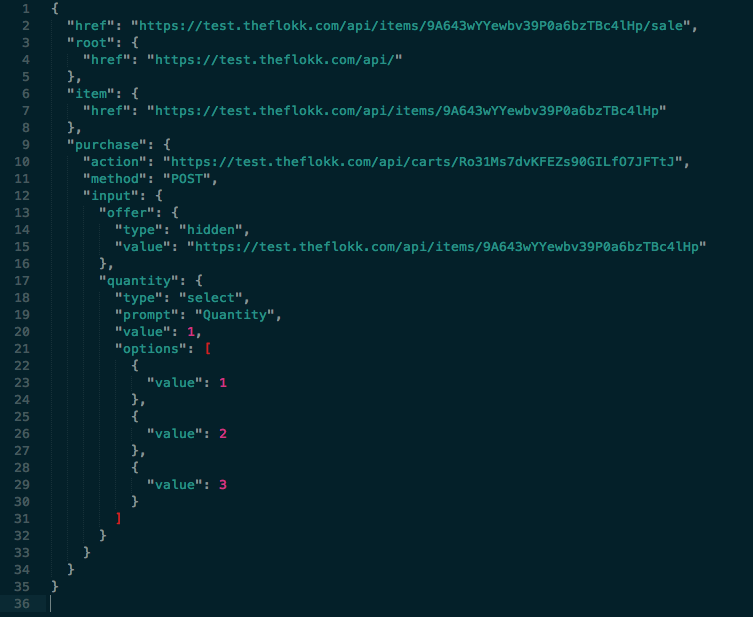 1 {
2   "href": "https://test.theflokk.com/api/items/9A643wYYewbv39P0a6bzTBc4lHp/sale",
3   "root": {
4     "href": "https://test.theflokk.com/api/"
5   },
6   "item": {
7     "href": "https://test.theflokk.com/api/items/9A643wYYewbv39P0a6bzTBc4lHp"
8   },
9   "purchase": {
10     "action": "https://test.theflokk.com/api/carts/Ro31Ms7dvKFEZs90GILfO7JFTtJ",
11     "method": "POST",
12     "input": {
13       "offer": {
14         "type": "hidden",
15         "value": "https://test.theflokk.com/api/items/9A643wYYewbv39P0a6bzTBc4lHp"
16       },
17       "quantity": {
18         "type": "select",
19         "prompt": "Quantity",
20         "value": 1,
21         "options": [
22           {
23             "value": 1
24           },
25           {
26             "value": 2
27           },
28           {
29             "value": 3
30           }
31         ]
32       }
33     }
34   }
35 }
36